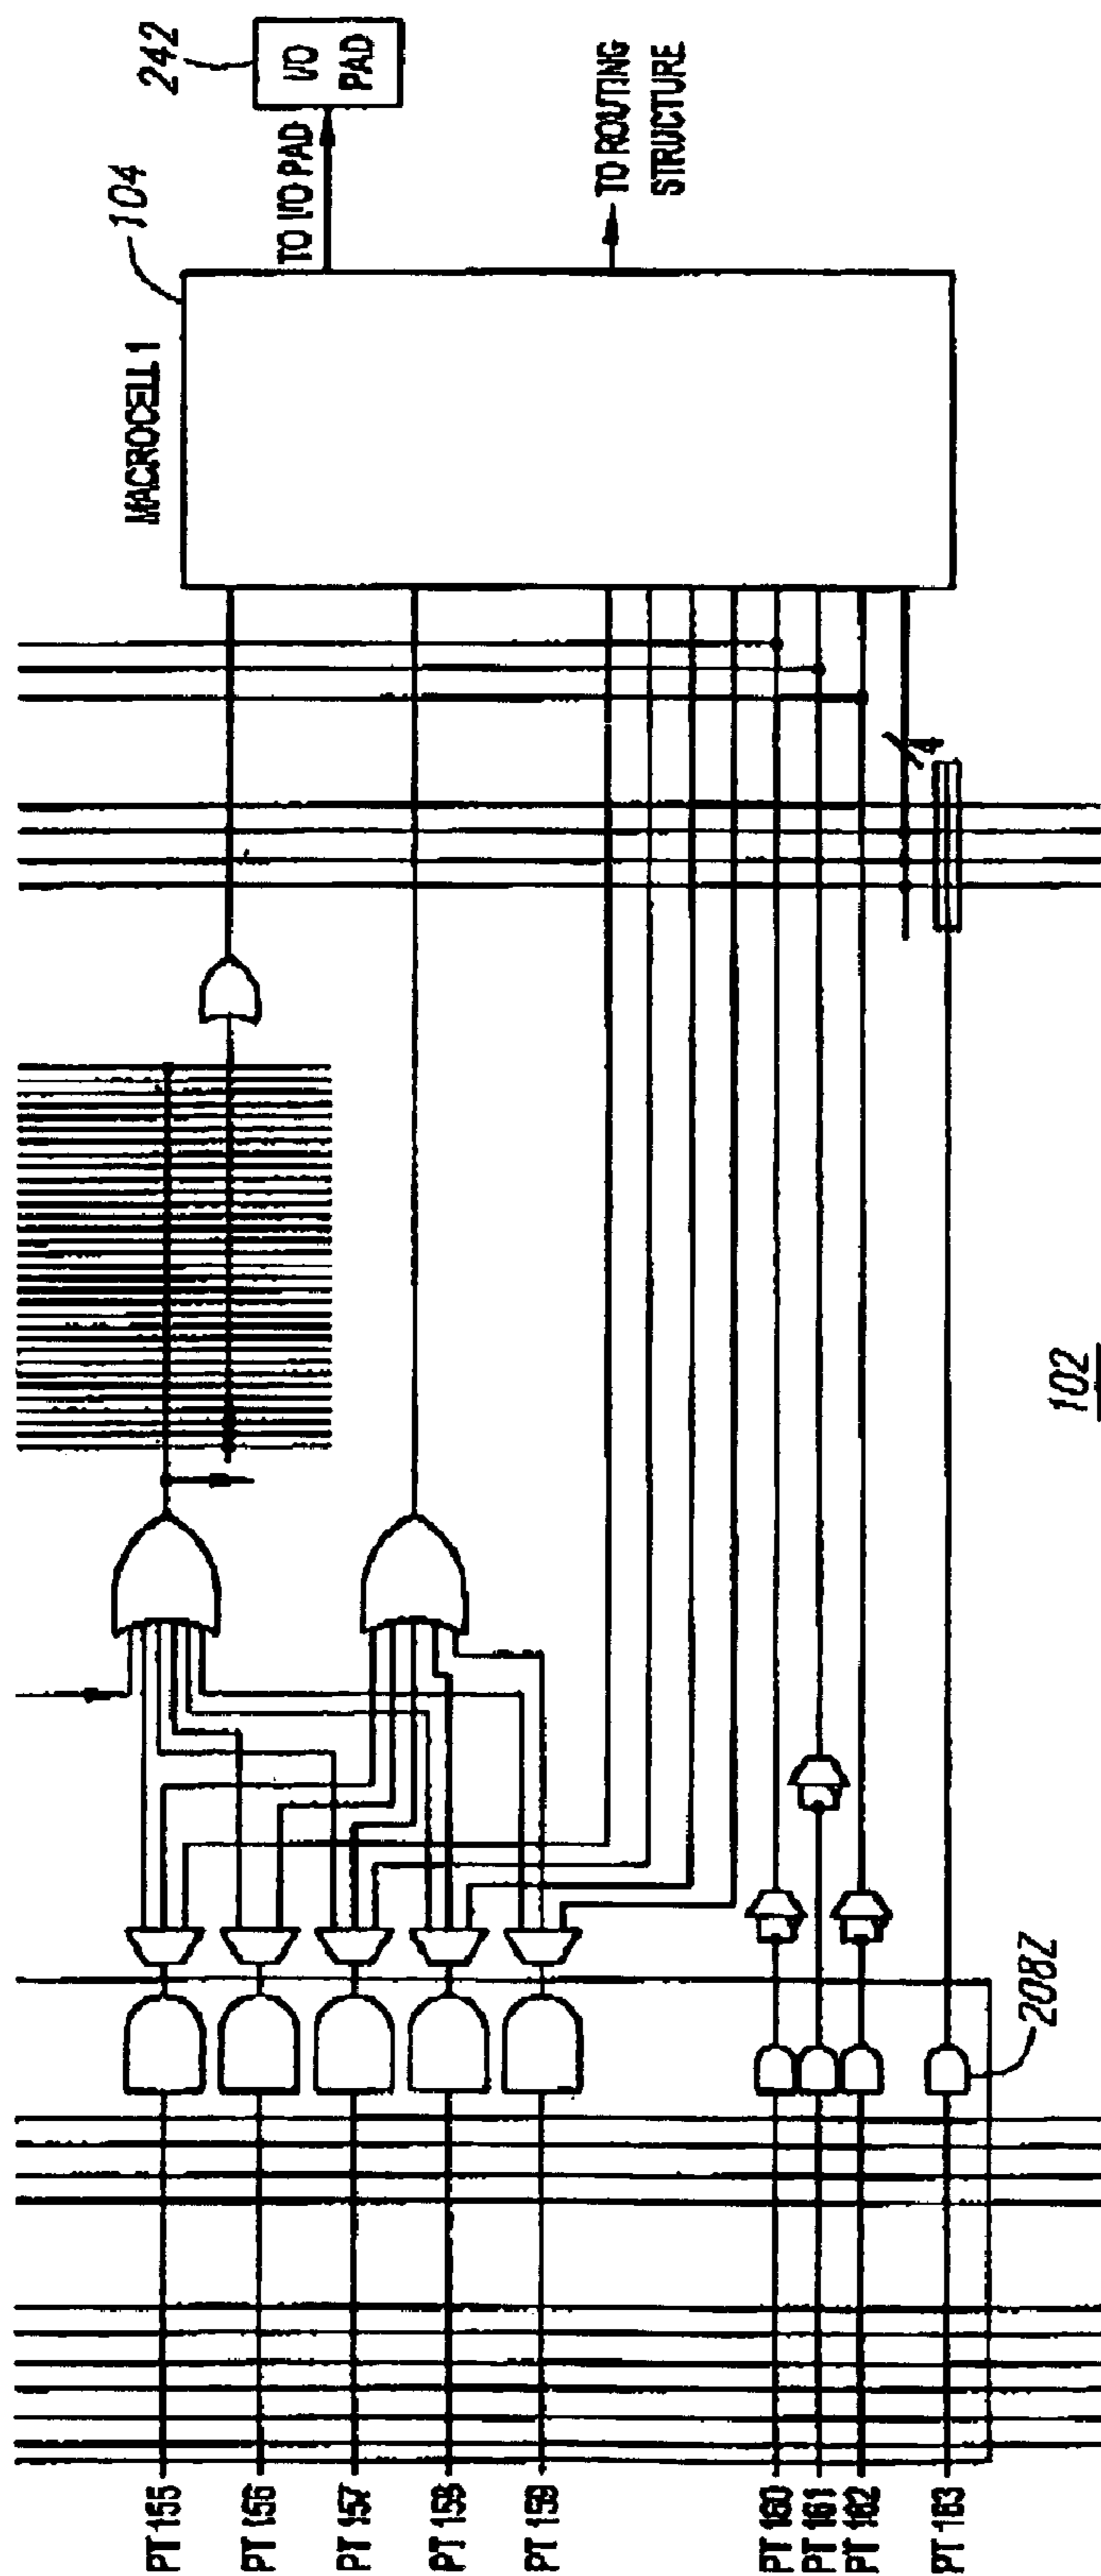 242
I/O
PAD
TO I/O PAD
104
MACROCELL 1
TO ROUTING
STRUCTURE
4
PT 155
PT 156
PT 157
PT 158
PT 159
PT 160
PT 161
PT 162
PT 163
208Z
102